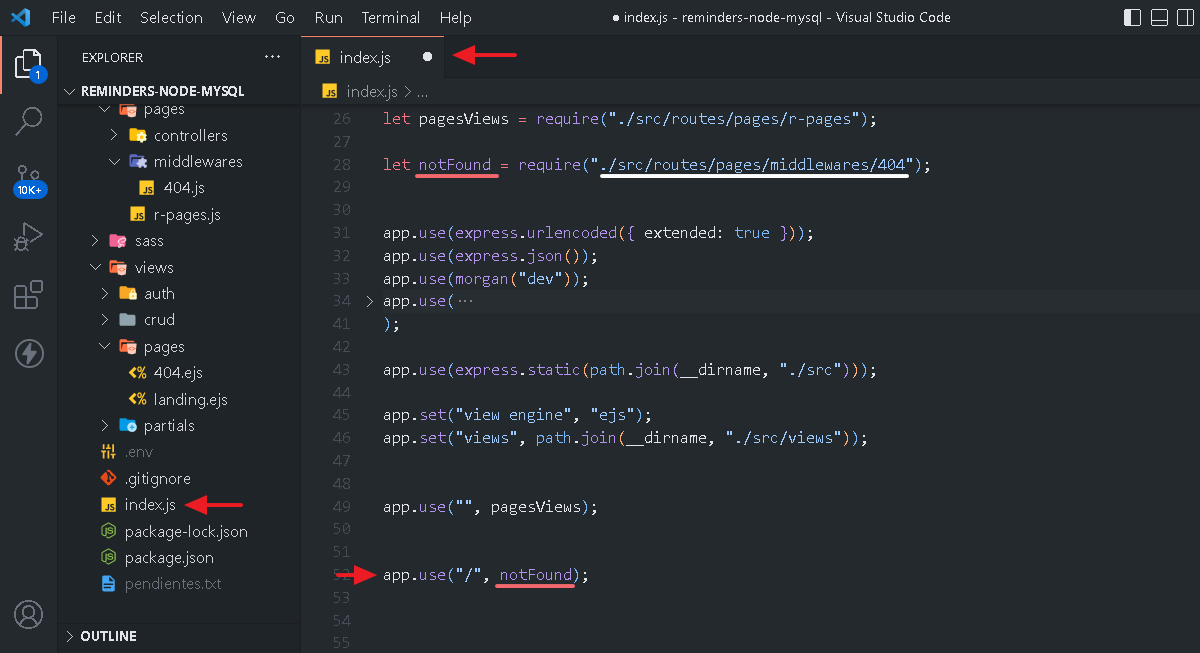 File Edit Selection View Go Run Terminal Help ● index.js - reminders-node-mysql - Visual Studio Code
EXPLORER ...
1
10K+
REMINDERS-NODE-MYSQL
pages
controllers
middlewares
JS 404.js
JS r-pages.js
sass
views
auth
crud
pages
<% 404.ejs
<% landing.ejs
partials
.env
.gitignore
JS index.js
JS package-lock.json
JS package.json
pendientes.txt
OUTLINE
JS index.js ●
JS index.js > ...
26 let pagesViews = require("./src/routes/pages/r-pages");
27
28 let notFound = require("./src/routes/pages/middlewares/404");
29
30
31 app.use(express.urlencoded({ extended: true }));
32 app.use(express.json());
33 app.use(morgan("dev"));
34 > app.use( ···
41 );
42
43 app.use(express.static(path.join(__dirname, "./src")));
44
45 app.set("view engine", "ejs");
46 app.set("views", path.join(__dirname, "./src/views"));
47
48
49 app.use("", pagesViews);
50
51
52 app.use("/", notFound);
53
54
55